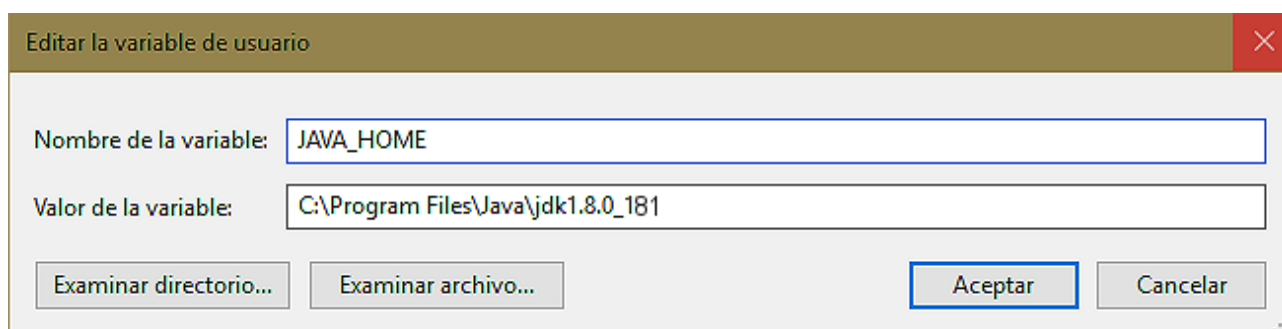 Editar la variable de usuario
Nombre de la variable: JAVA_HOME
Valor de la variable: C:\Program Files\Java\jdk1.8.0_181
Examinar directorio... Examinar archivo... Aceptar Cancelar